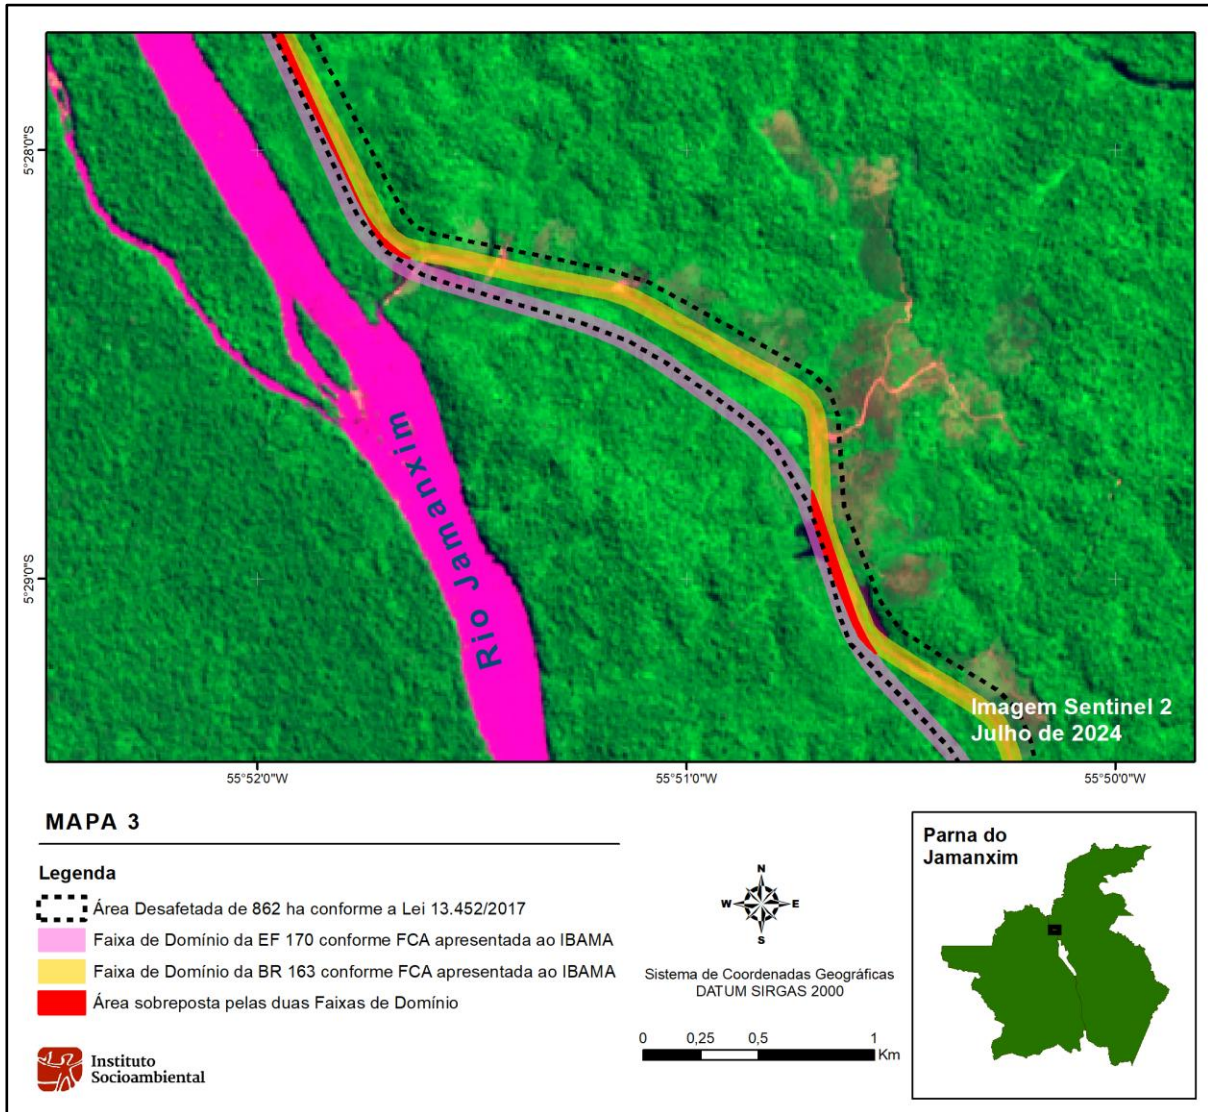 5°28'0"S
Rio Jamanxim
5°29'0"S
Imagem Sentinel 2
Julho de 2024
55°52'0"W
55°51'0"W
55°50'0"W
MAPA 3
Legenda
Área Desafetada de 862 ha conforme a Lei 13.452/2017
Faixa de Domínio da EF 170 conforme FCA apresentada ao IBAMA
Faixa de Domínio da BR 163 conforme FCA apresentada ao IBAMA
Área sobreposta pelas duas Faixas de Domínio
Instituto
Socioambiental
N
W
E
S
Sistema de Coordenadas Geográficas
DATUM SIRGAS 2000
0
0,25
0,5
1
Km
Parna do
Jamanxim